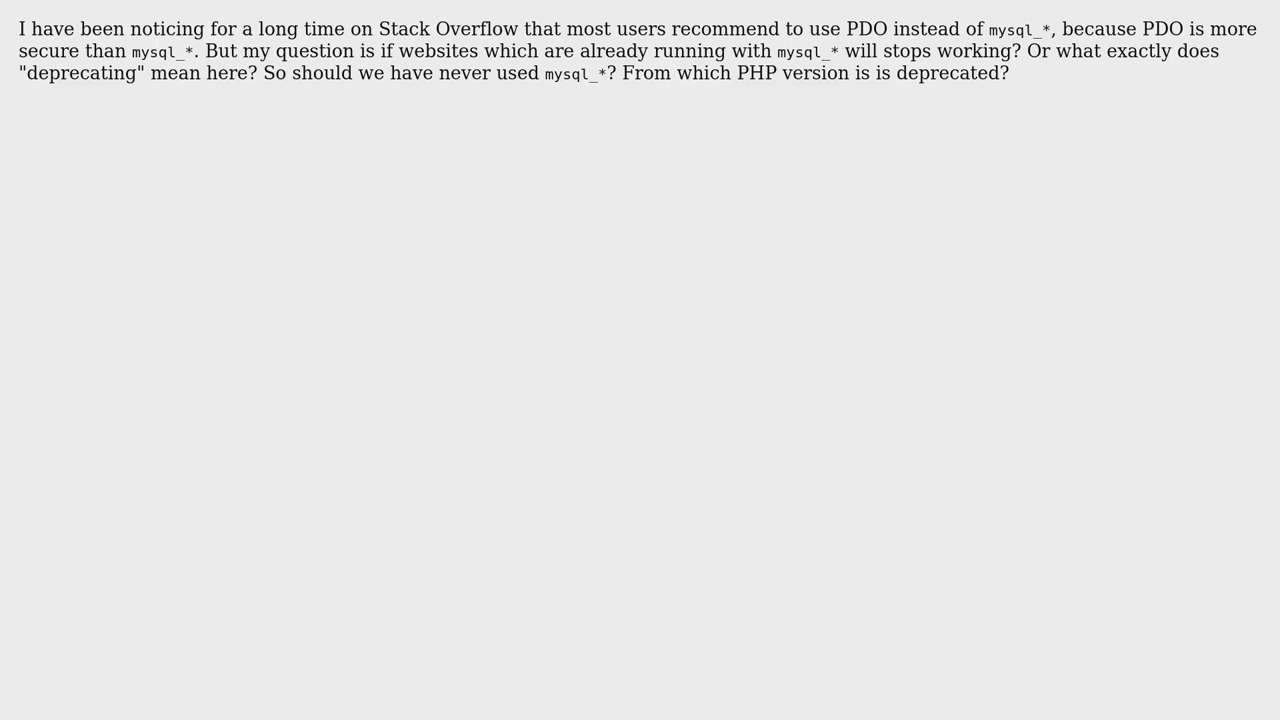 I have been noticing for a long time on Stack Overflow that most users recommend to use PDO instead of mysql_*, because PDO is more
secure than mysql_*. But my question is if websites which are already running with mysql_* will stops working? Or what exactly does
"deprecating" mean here? So should we have never used mysql_*? From which PHP version is is deprecated?